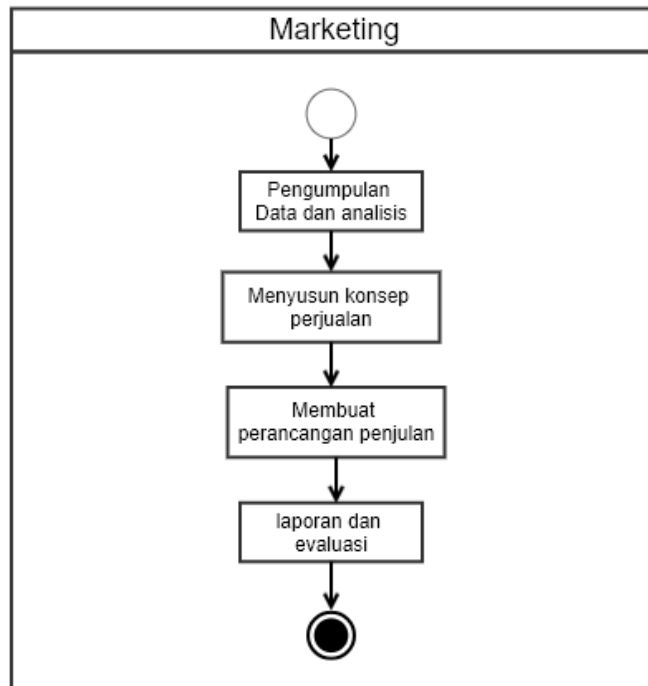 Marketing
Pengumpulan
Data dan analisis
Menyusun konsep
perjualan
Membuat
perancangan penjulan
laporan dan
evaluasi